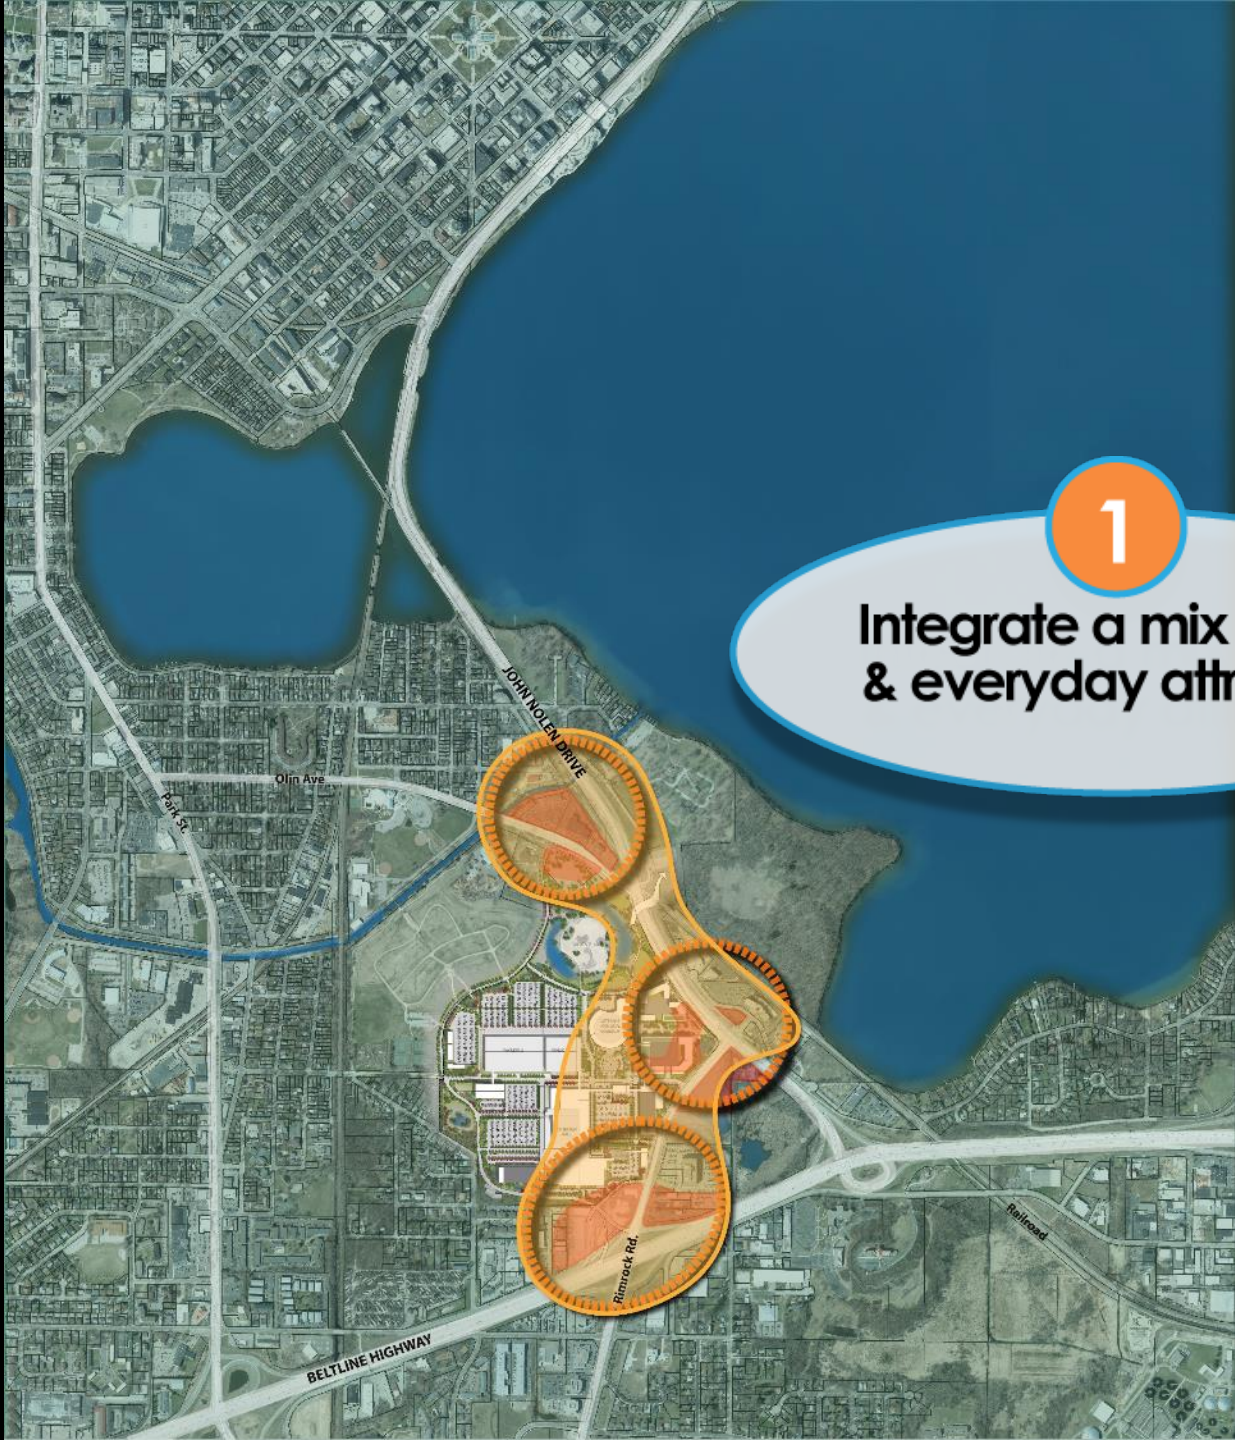 1
Integrate a mix
& everyday attr
JOHN NOLEN DRIVE
Olin Ave
Park St.
Rimrock Rd.
Railroad
BELTLINE HIGHWAY